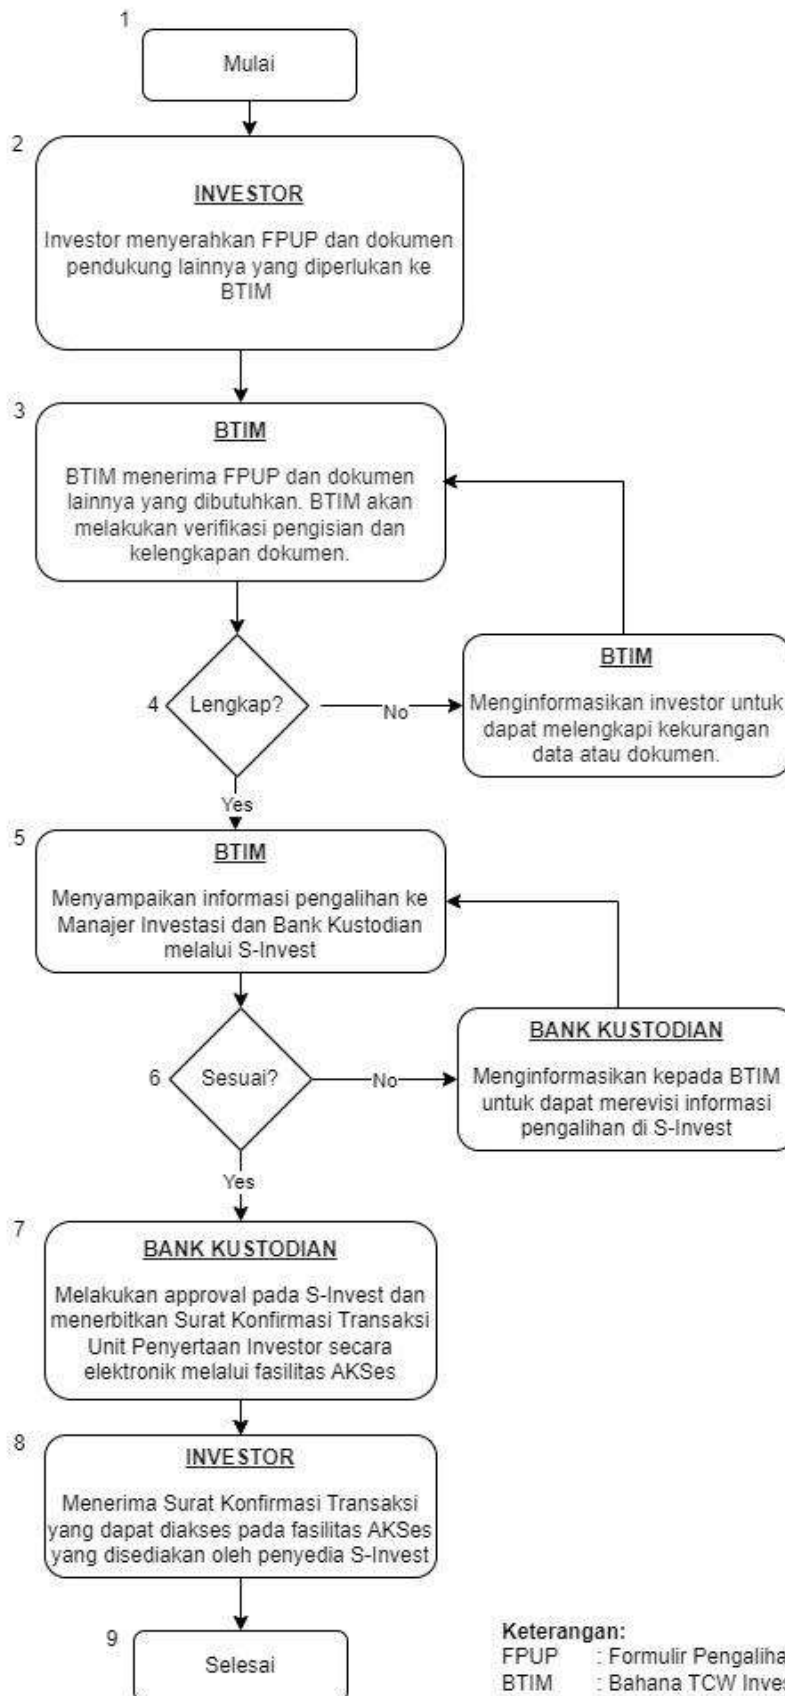 1
Mulai
2
INVESTOR
Investor menyerahkan FPUP dan dokumen
pendukung lainnya yang diperlukan ke
BTIM
3
BTIM
BTIM menerima FPUP dan dokumen
lainnya yang dibutuhkan. BTIM akan
melakukan verifikasi pengisian dan
kelengkapan dokumen.
4
Lengkap?
No
BTIM
Menginformasikan investor untuk
dapat melengkapi kekurangan
data atau dokumen.
Yes
5
BTIM
Menyampaikan informasi pengalihan ke
Manajer Investasi dan Bank Kustodian
melalui S-Invest
6
Sesuai?
No
BANK KUSTODIAN
Menginformasikan kepada BTIM
untuk dapat merevisi informasi
pengalihan di S-Invest
Yes
7
BANK KUSTODIAN
Melakukan approval pada S-Invest dan
menerbitkan Surat Konfirmasi Transaksi
Unit Penyertaan Investor secara
elektronik melalui fasilitas AKSes
8
INVESTOR
Menerima Surat Konfirmasi Transaksi
yang dapat diakses pada fasilitas AKSes
yang disediakan oleh penyedia S-Invest
9
Selesai
Keterangan:
FPUP : Formulir Pengaliha
BTIM : Bahana TCW Inves